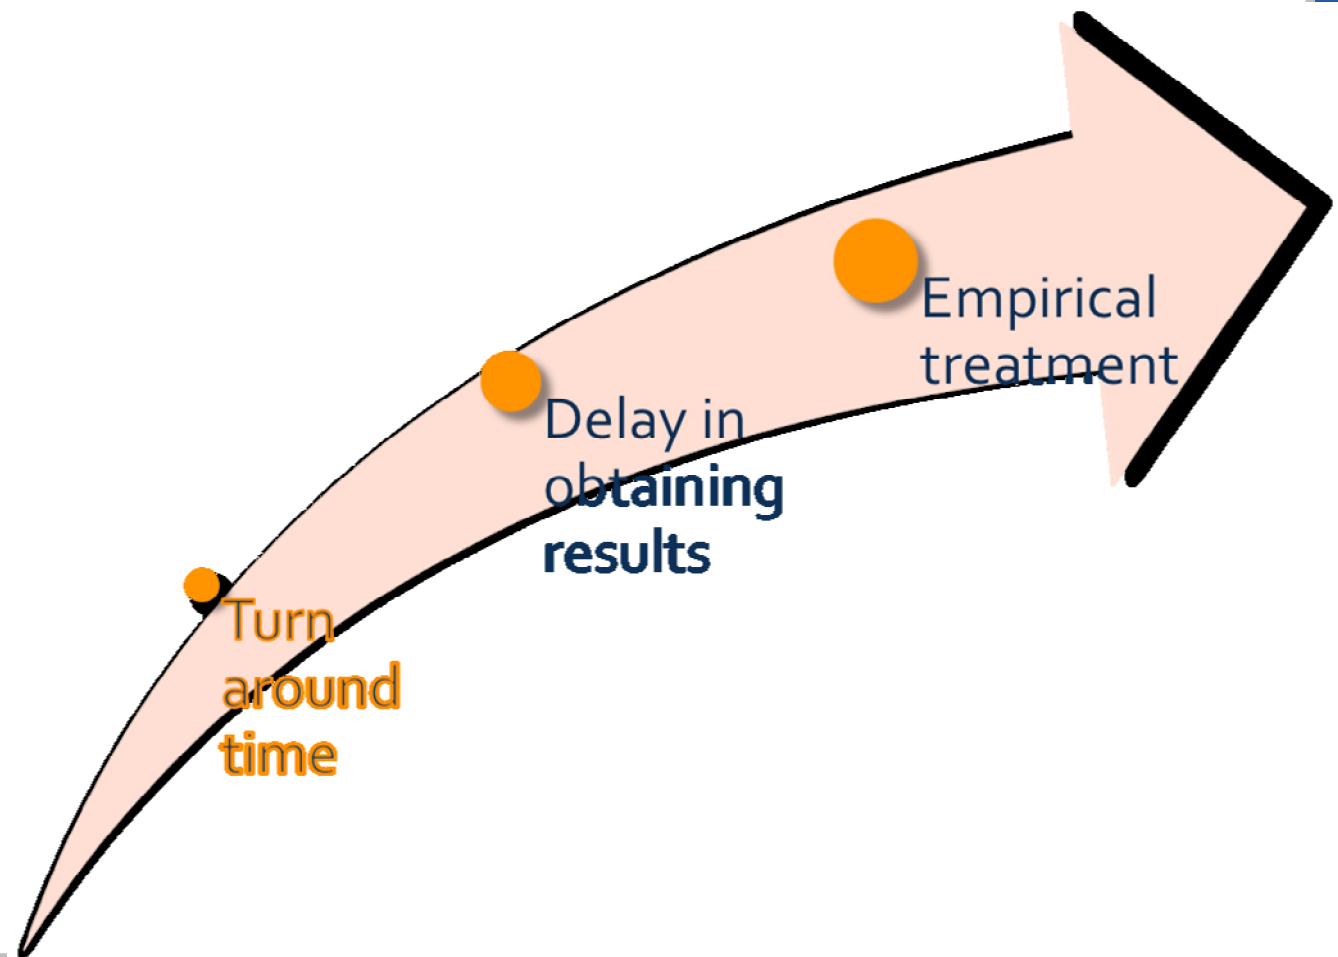 Empirical
treatment
Delay in
obtaining
results
Turn
around
time